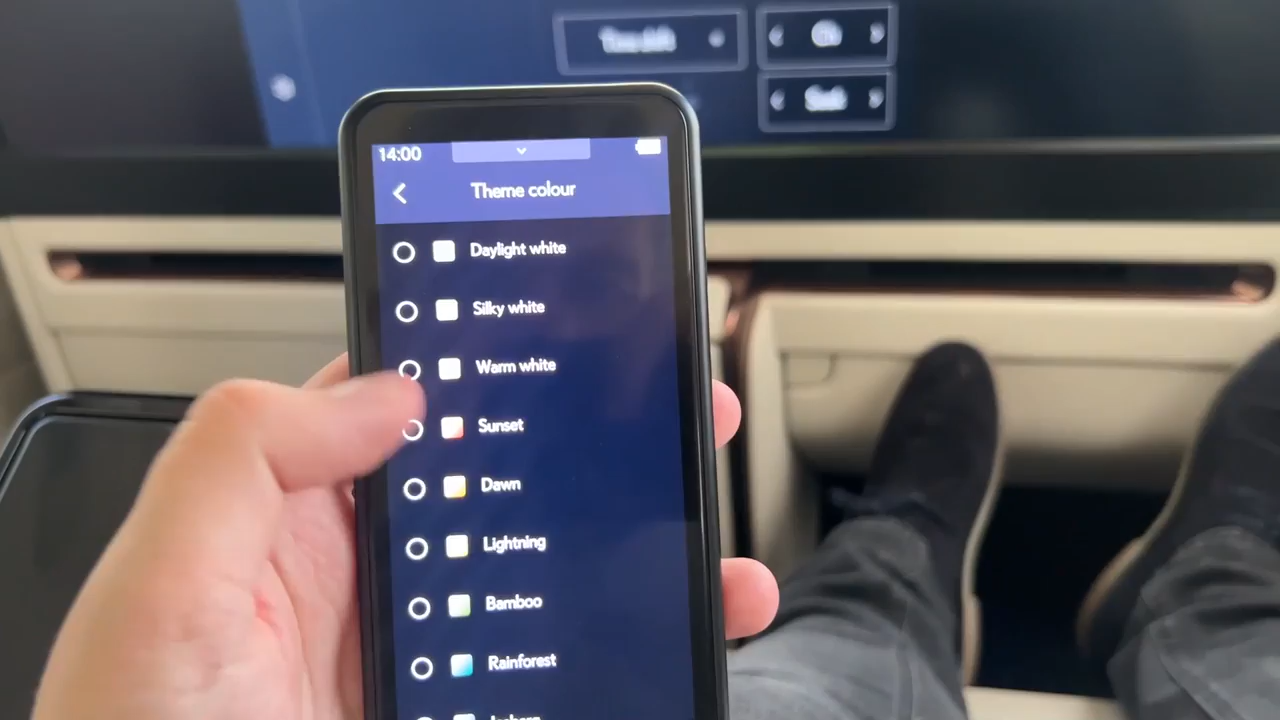 14:00
Theme colour
Daylight white
Silky white
Warm white
Sunset
Dawn
Lightning
Bamboo
Rainforest